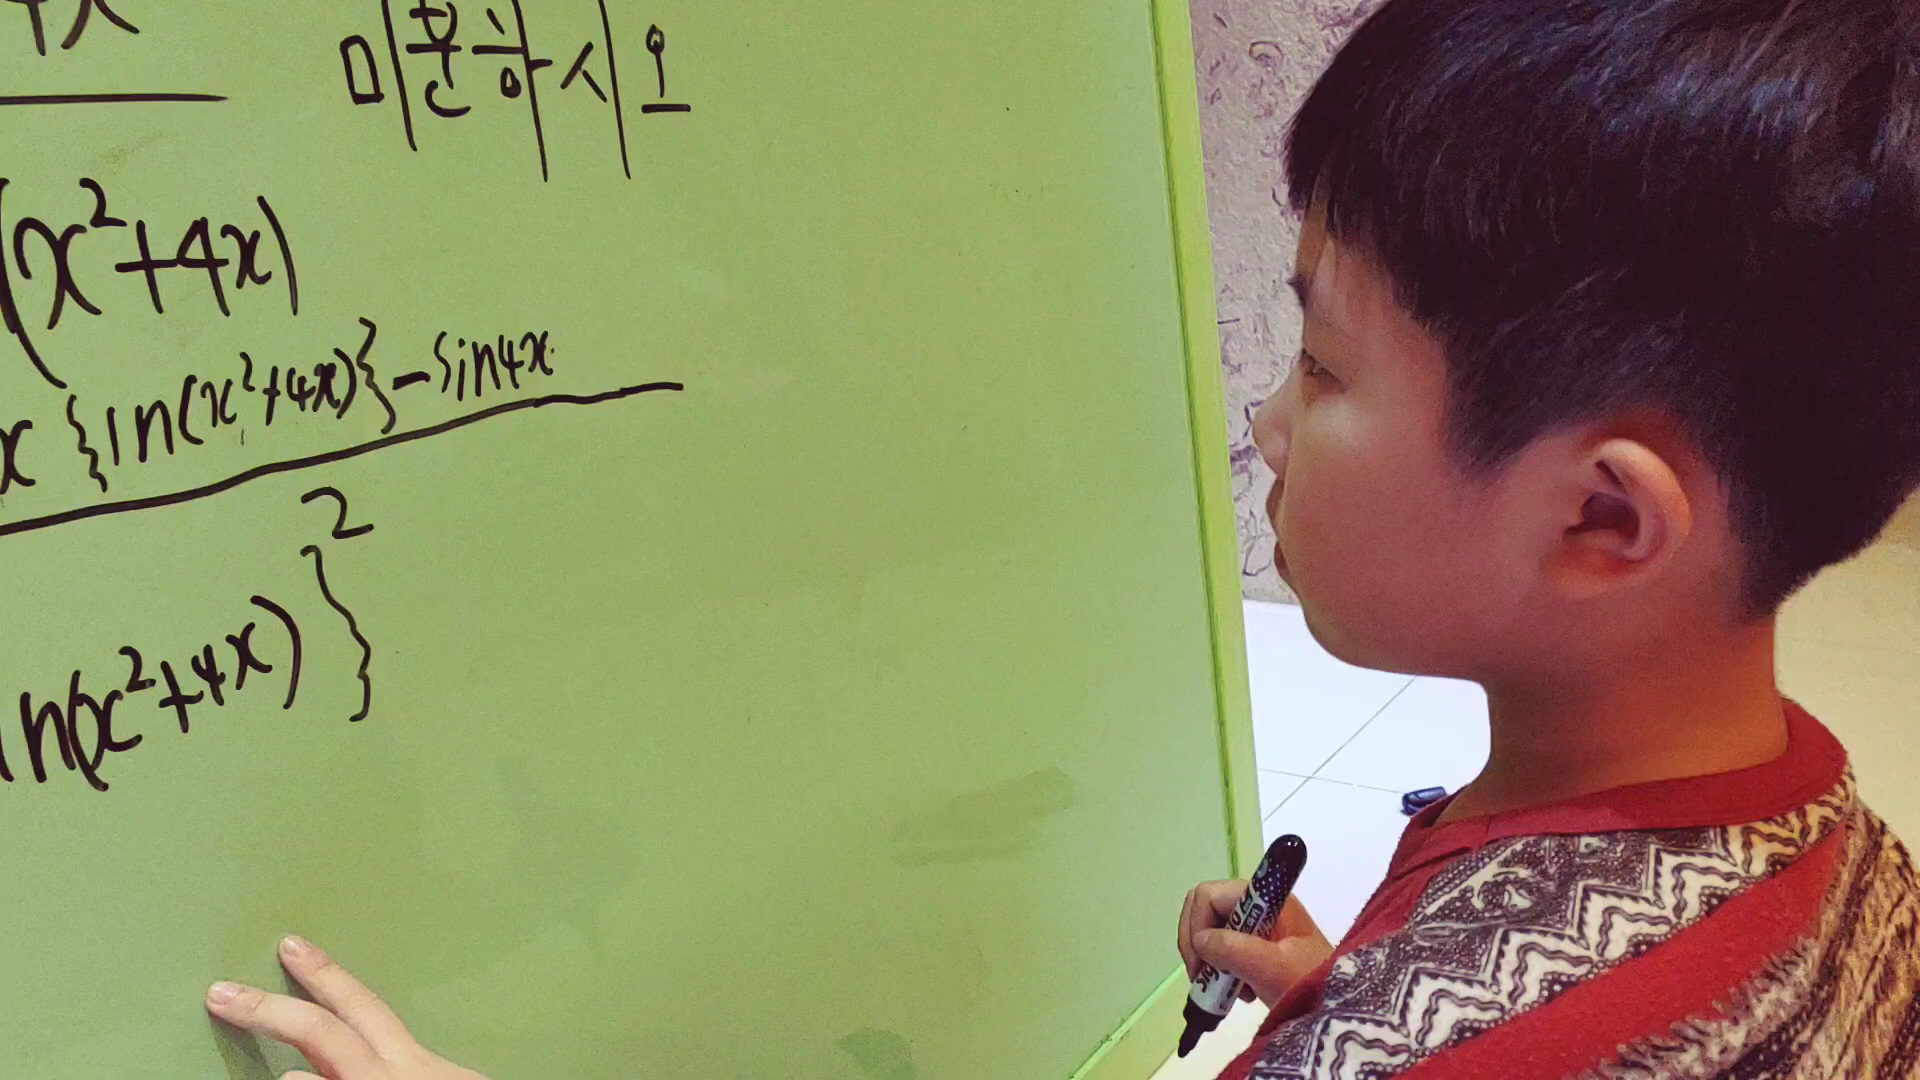 4x 미분하시오
(x²+4x)
x {ln(x²+4x)} - sin4x
ln(x²+4x) }²